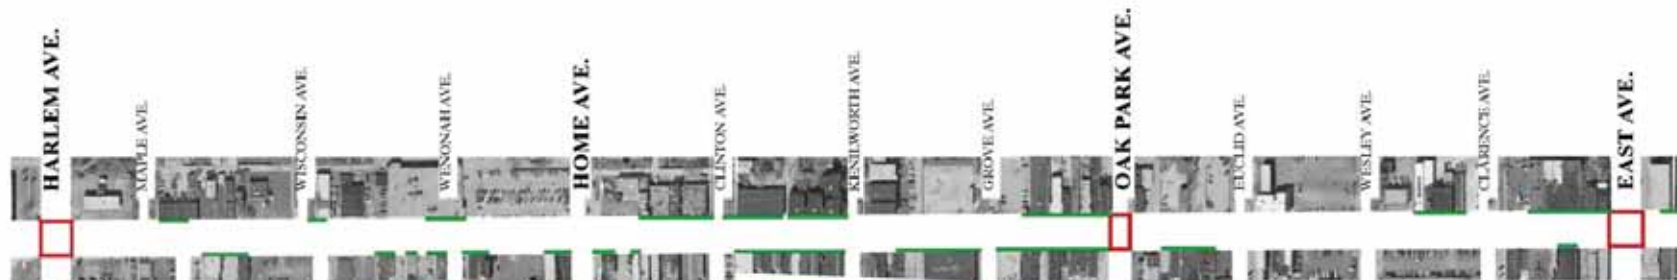 HARLEM AVE.
MAPLE AVE.
WISCONSIN AVE.
WENONAH AVE.
HOME AVE.
CLINTON AVE.
KENILWORTH AVE.
GROVE AVE.
OAK PARK AVE.
EUCLID AVE.
WESLEY AVE.
CLARENCE AVE.
EAST AVE.